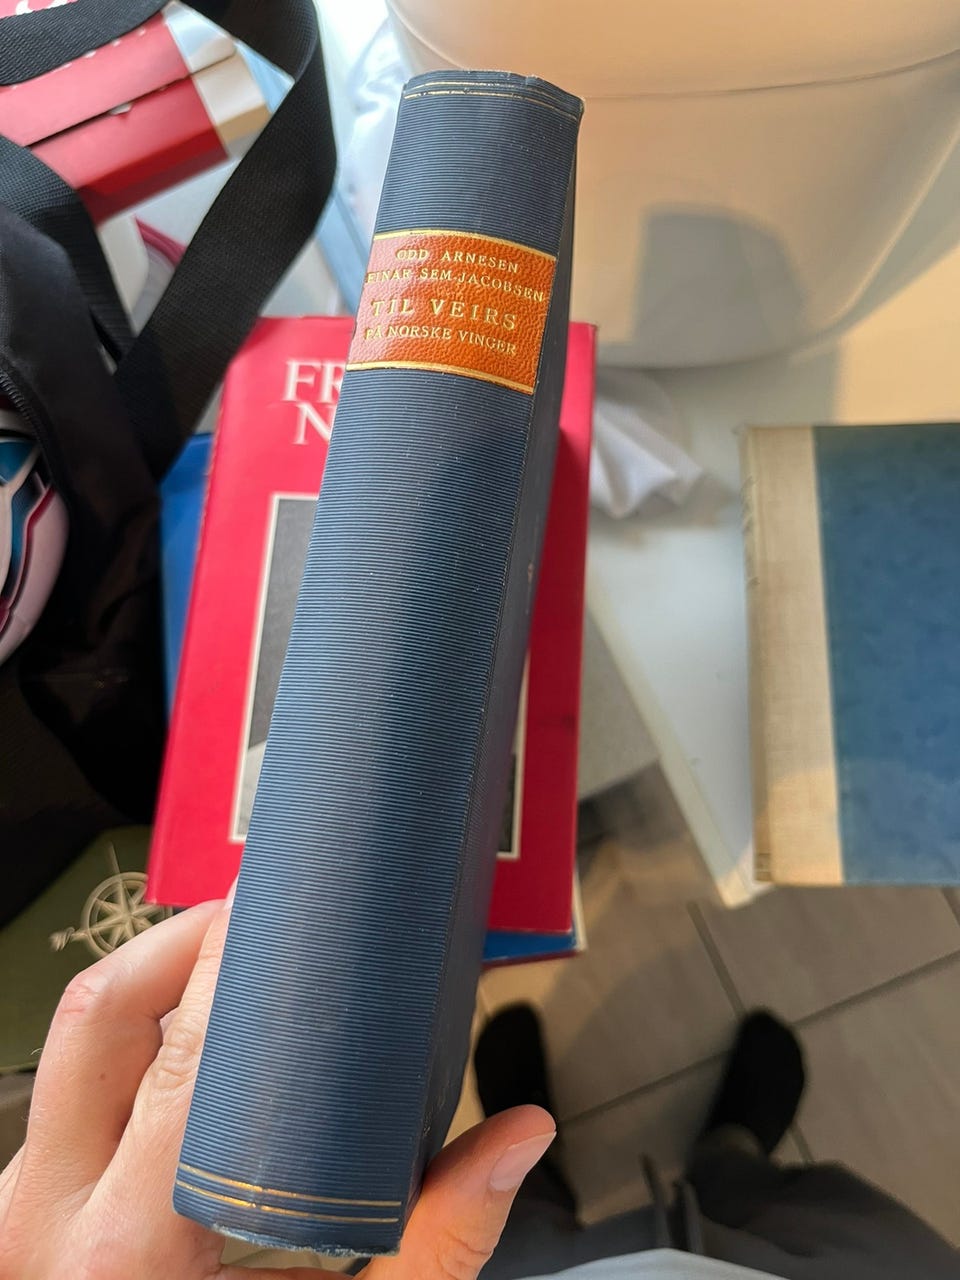 ODD ARNESEN
EINAR SEM-JACOBSEN
TIL VEIRS
PÅ NORSKE VINGER